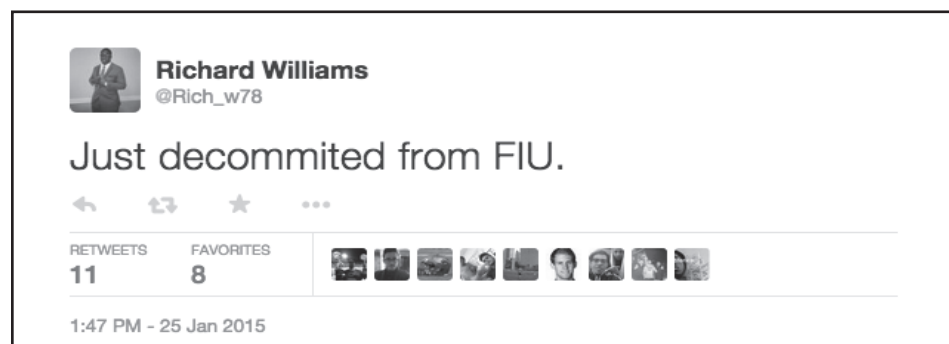 Richard Williams
@Rich_w78
Just decommited from FIU.
RETWEETS FAVORITES
11 8
1:47 PM - 25 Jan 2015